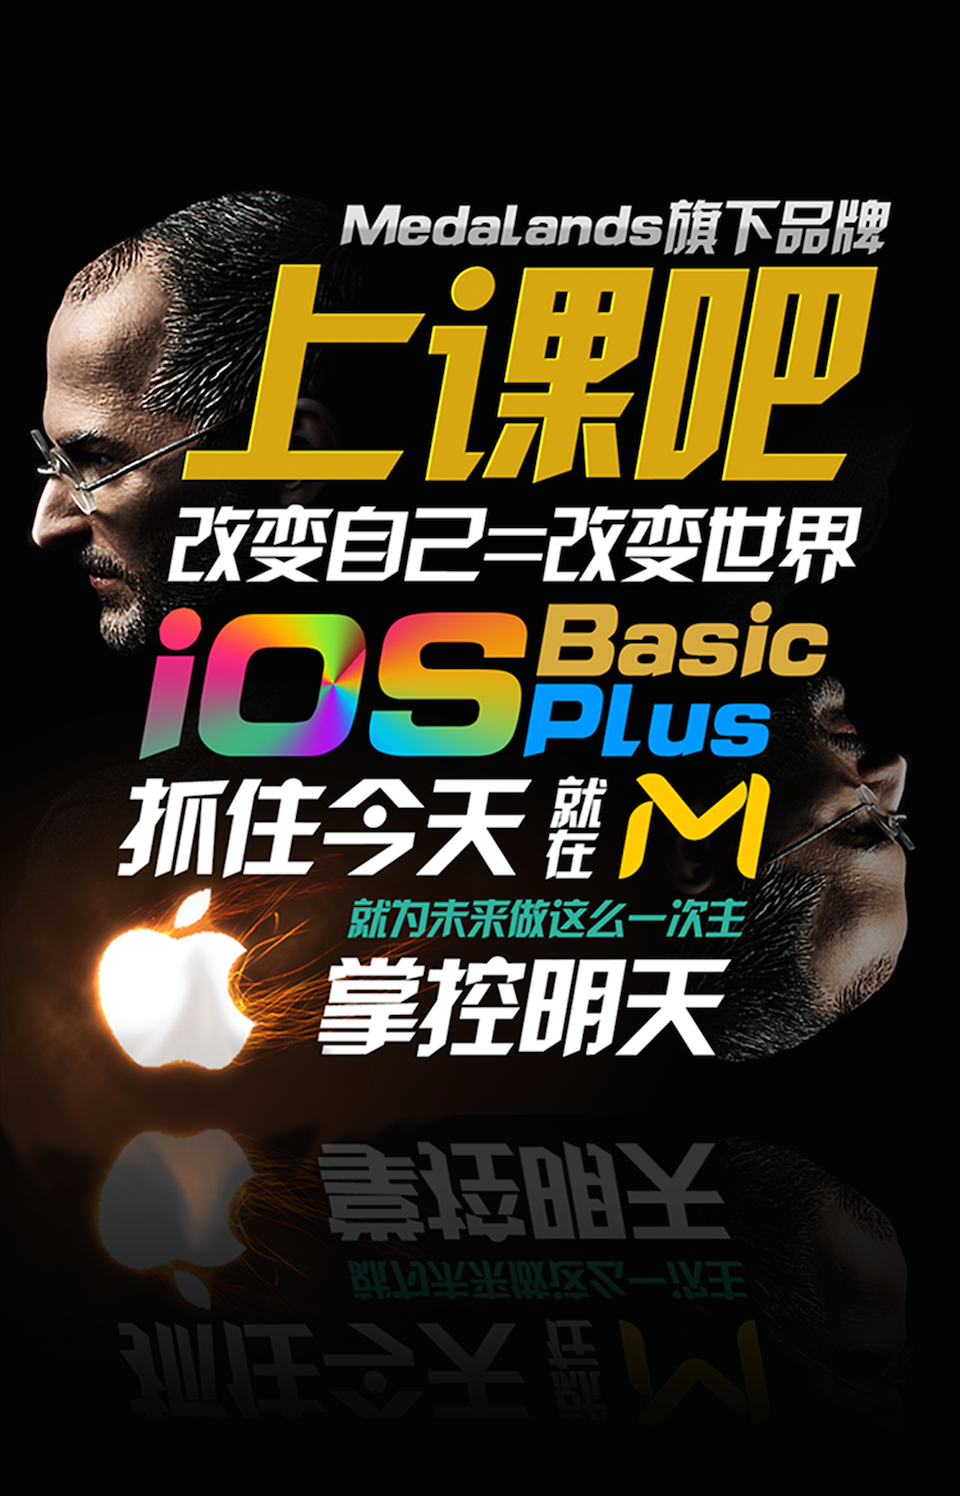 MedaLands旗下品牌
上课吧
改变自己=改变世界
iOS Basic Plus
抓住今天 就在 M
就为未来做这么一次主
掌控明天